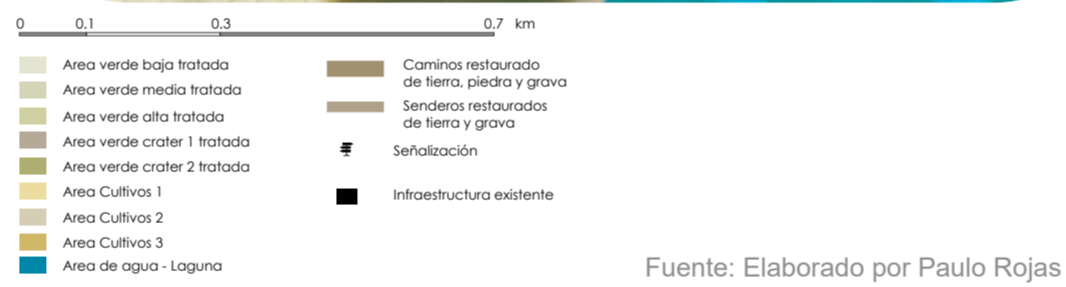 0 0.1 0.3 0.7 km
Area verde baja tratada
Area verde media tratada
Area verde alta tratada
Area verde crater 1 tratada
Area verde crater 2 tratada
Area Cultivos 1
Area Cultivos 2
Area Cultivos 3
Area de agua - Laguna
Caminos restaurado
de tierra, piedra y grava
Senderos restaurados
de tierra y grava
Señalización
Infraestructura existente
Fuente: Elaborado por Paulo Rojas